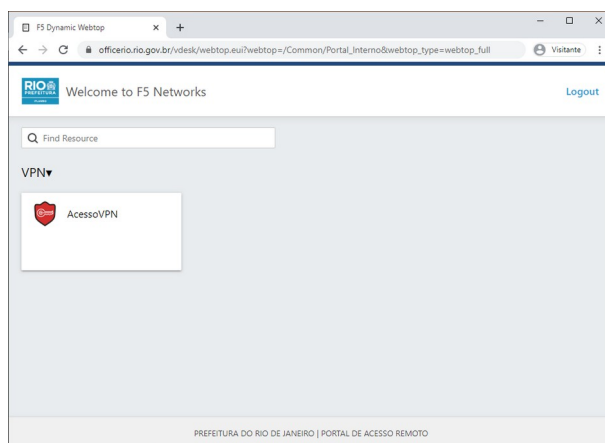 F5 Dynamic Webtop
officerio.rio.gov.br/vdesk/webtop.eui?webtop=/Common/Portal_Interno&webtop_type=webtop_full
Visitante
RIO
PREFEITURA
Welcome to F5 Networks
Logout
Find Resource
VPN▾
AcessoVPN
PREFEITURA DO RIO DE JANEIRO | PORTAL DE ACESSO REMOTO